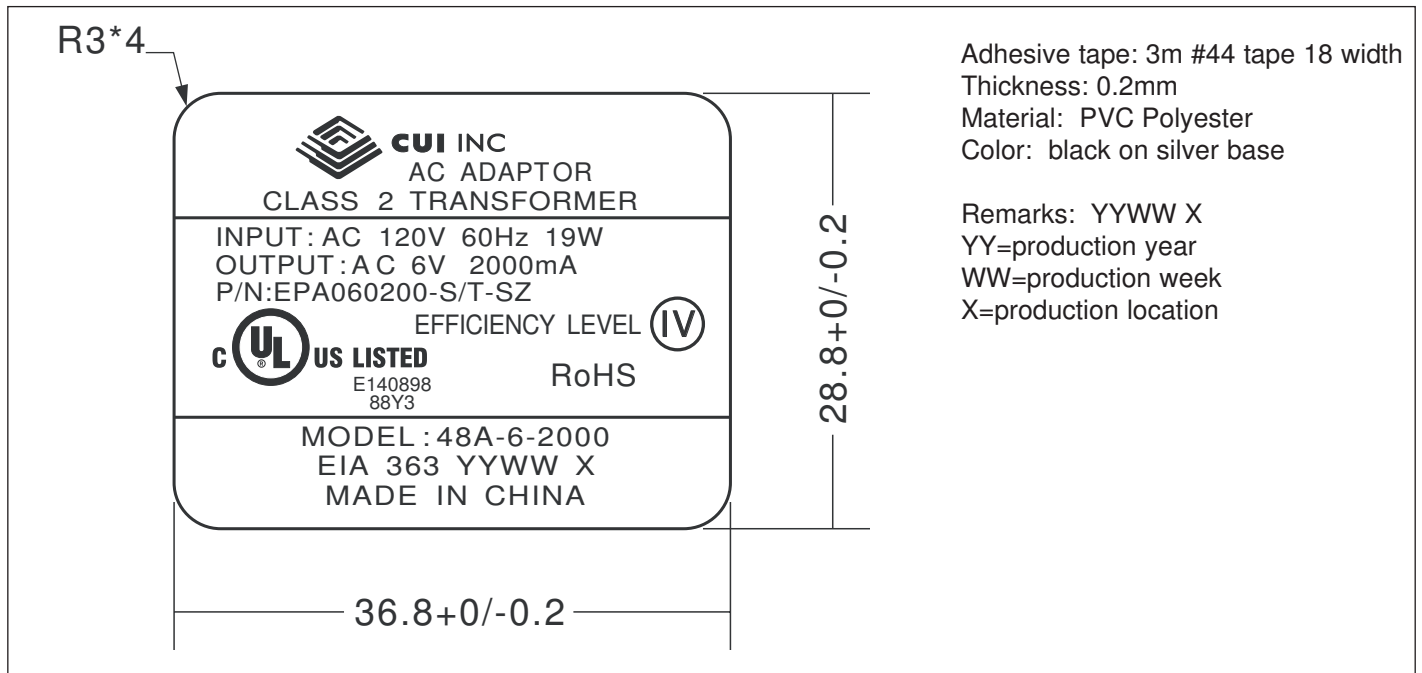 R3*4
CUI INC
AC ADAPTOR
CLASS 2 TRANSFORMER
INPUT: AC 120V 60Hz 19W
OUTPUT: AC 6V 2000mA
P/N:EPA060200-S/T-SZ
EFFICIENCY LEVEL IV
C UL ® US LISTED
E140898
88Y3
RoHS
MODEL: 48A-6-2000
EIA 363 YYWW X
MADE IN CHINA
28.8+0/-0.2
36.8+0/-0.2
Adhesive tape: 3m #44 tape 18 width
Thickness: 0.2mm
Material: PVC Polyester
Color: black on silver base
Remarks: YYWW X
YY=production year
WW=production week
X=production location